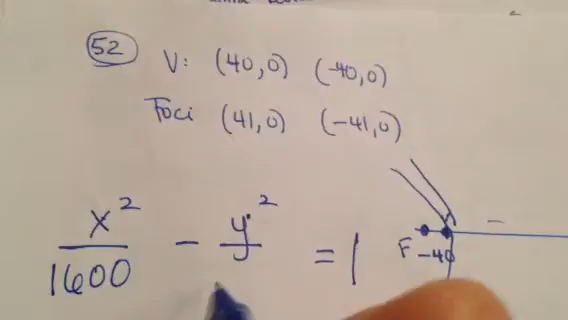 52
V: (40,0) (-40,0)
Foci (41,0) (-41,0)
x² / 1600 - y² / = 1
F -40